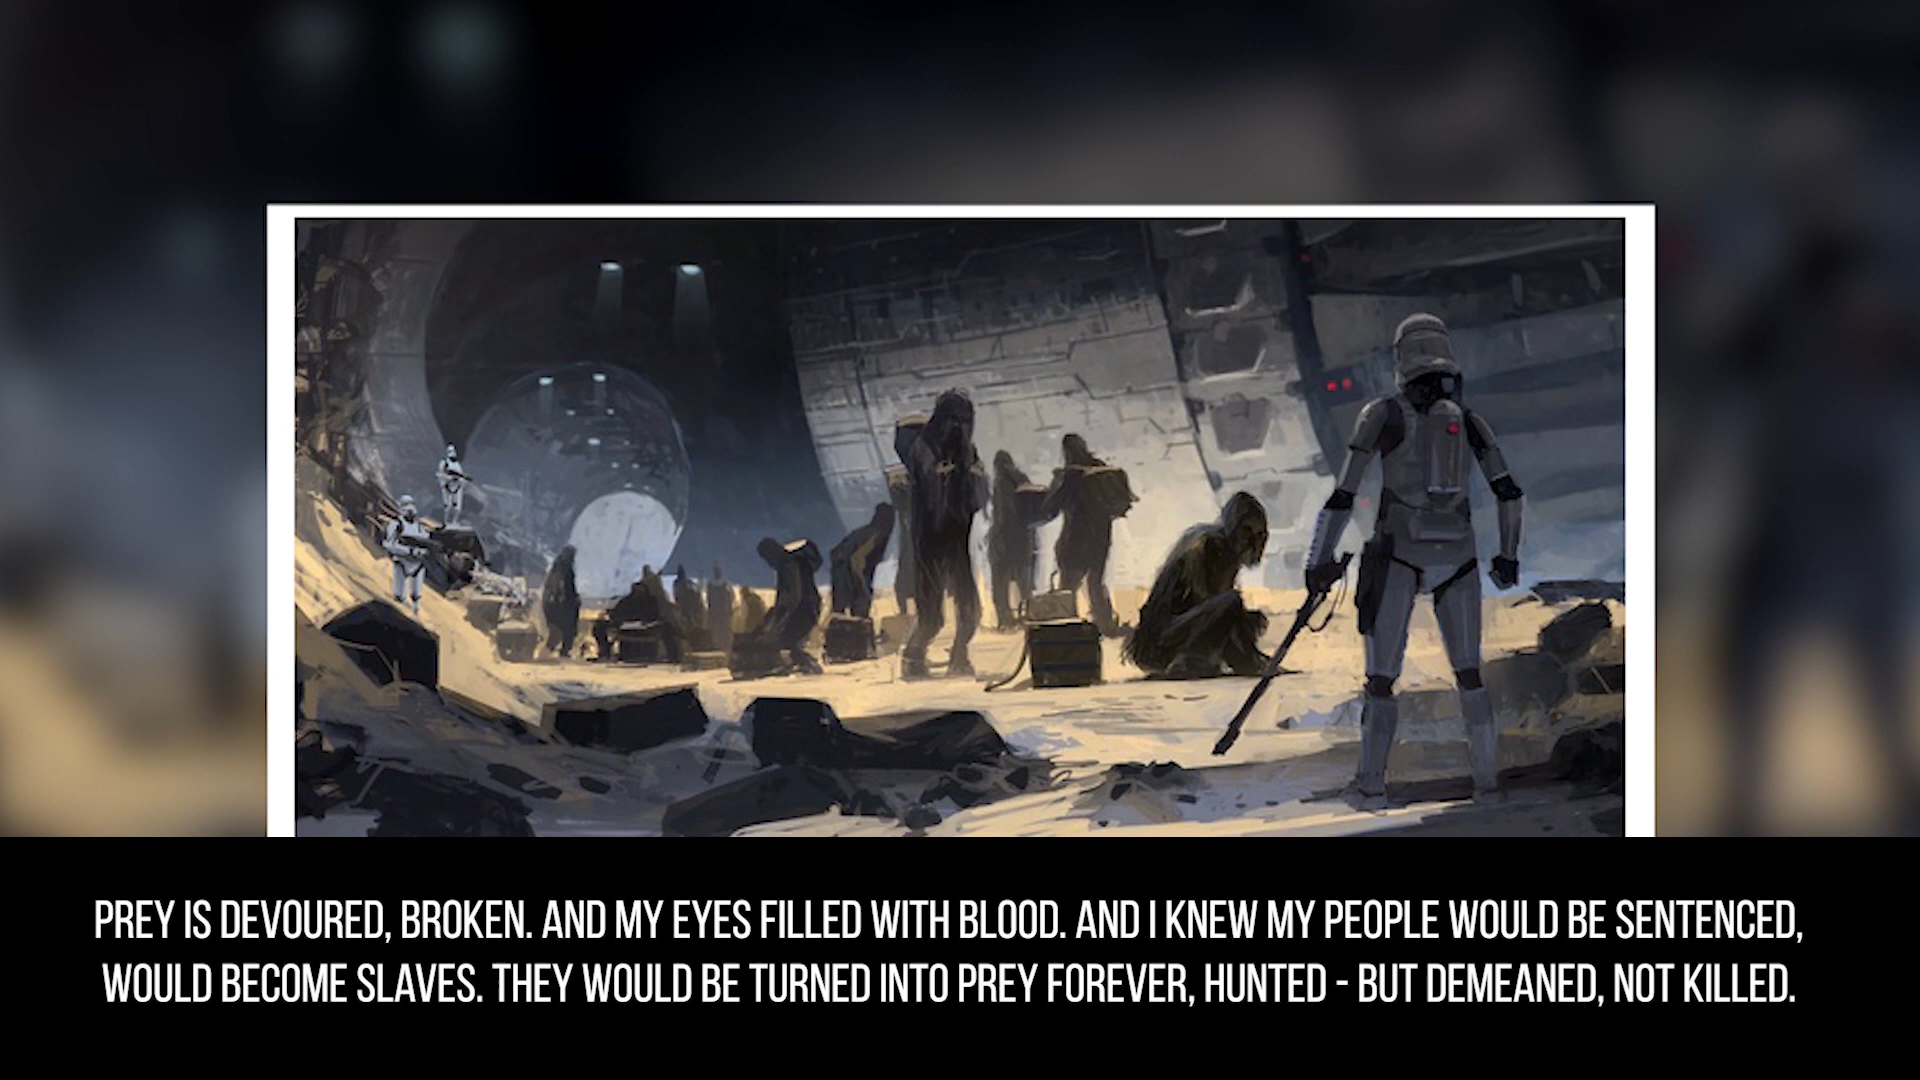 PREY IS DEVOURED, BROKEN. AND MY EYES FILLED WITH BLOOD. AND I KNEW MY PEOPLE WOULD BE SENTENCED,
WOULD BECOME SLAVES. THEY WOULD BE TURNED INTO PREY FOREVER, HUNTED - BUT DEMEANED, NOT KILLED.